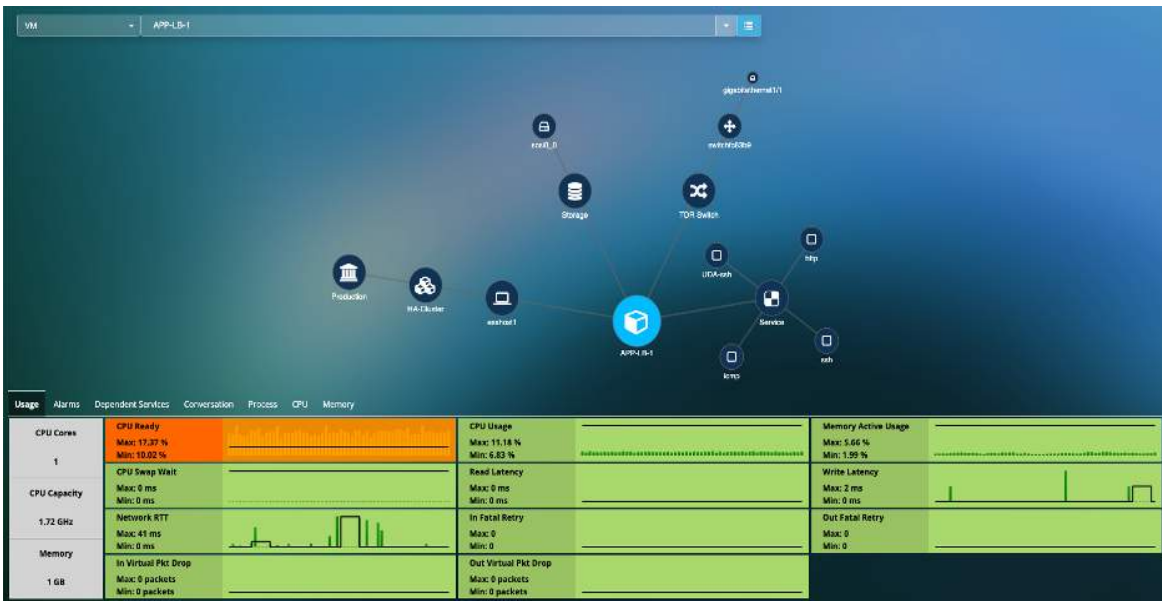 VM
APP-LB-1
gigabitethernet1/1
scsi0_0
Storage
TOR Switch
UDA-ssh
http
Production
HA-Cluster
esxhost1
Service
APP-LB-1
icmp
ssh
Usage Alarms Dependent Services Conversation Process CPU Memory
CPU Cores
1
CPU Capacity
1.72 GHz
Memory
1 GB
CPU Ready
Max: 17.37 %
Min: 10.02 %
CPU Usage
Max: 11.18 %
Min: 6.83 %
Memory Active Usage
Max: 5.66 %
Min: 1.99 %
CPU Swap Wait
Max: 0 ms
Min: 0 ms
Read Latency
Max: 0 ms
Min: 0 ms
Write Latency
Max: 2 ms
Min: 0 ms
Network RTT
Max: 41 ms
Min: 0 ms
In Fatal Retry
Max: 0
Min: 0
Out Fatal Retry
Max: 0
Min: 0
In Virtual Pkt Drop
Max: 0 packets
Min: 0 packets
Out Virtual Pkt Drop
Max: 0 packets
Min: 0 packets